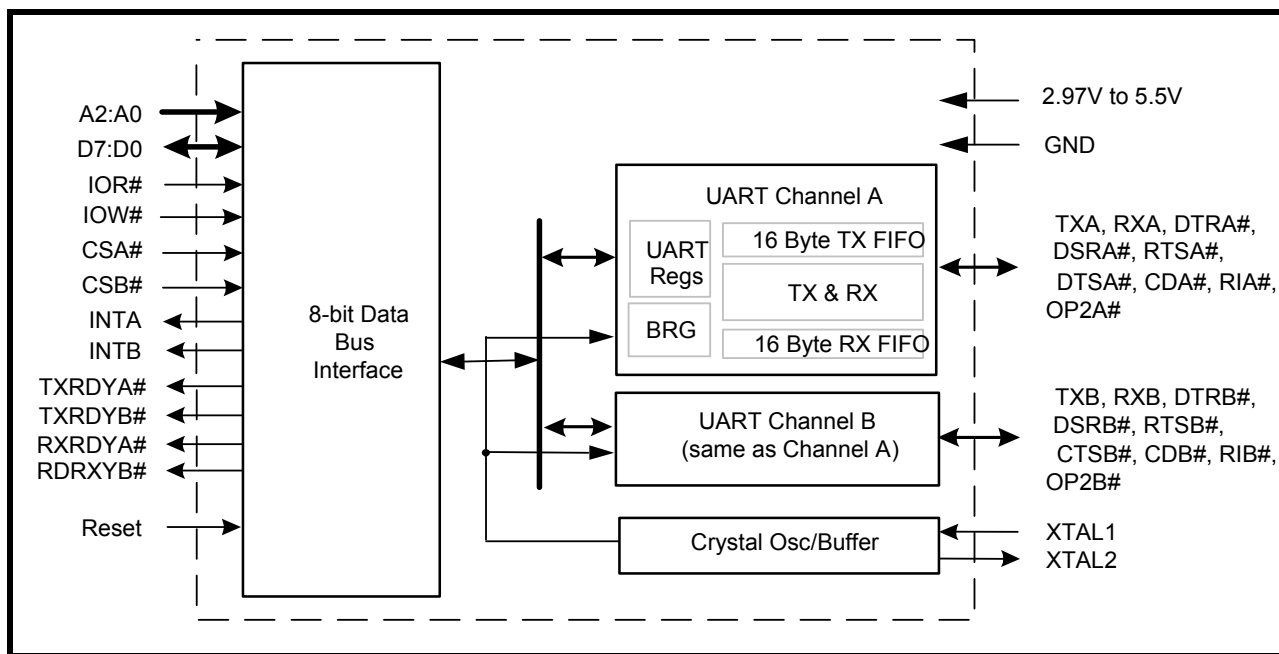 A2:A0
D7:D0
IOR#
IOW#
CSA#
CSB#
INTA
INTB
TXRDYA#
TXRDYB#
RXRDYA#
RDRXYB#
Reset
8-bit Data
Bus
Interface
UART Channel A
UART
Regs
BRG
16 Byte TX FIFO
TX & RX
16 Byte RX FIFO
UART Channel B
(same as Channel A)
Crystal Osc/Buffer
2.97V to 5.5V
GND
TXA, RXA, DTRA#,
DSRA#, RTSA#,
DTSA#, CDA#, RIA#,
OP2A#
TXB, RXB, DTRB#,
DSRB#, RTSB#,
CTSB#, CDB#, RIB#,
OP2B#
XTAL1
XTAL2